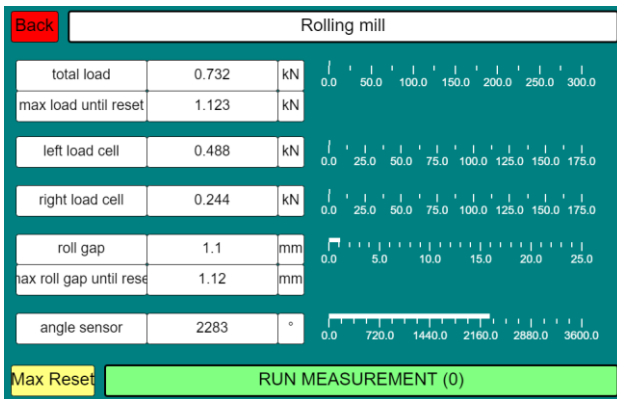 Back Rolling mill
total load 0.732 kN
0.0 50.0 100.0 150.0 200.0 250.0 300.0
max load until reset 1.123 kN
left load cell 0.488 kN
0.0 25.0 50.0 75.0 100.0 125.0 150.0 175.0
right load cell 0.244 kN
0.0 25.0 50.0 75.0 100.0 125.0 150.0 175.0
roll gap 1.1 mm
0.0 5.0 10.0 15.0 20.0 25.0
max roll gap until rese 1.12 mm
angle sensor 2283 °
0.0 720.0 1440.0 2160.0 2880.0 3600.0
Max Reset RUN MEASUREMENT (0)